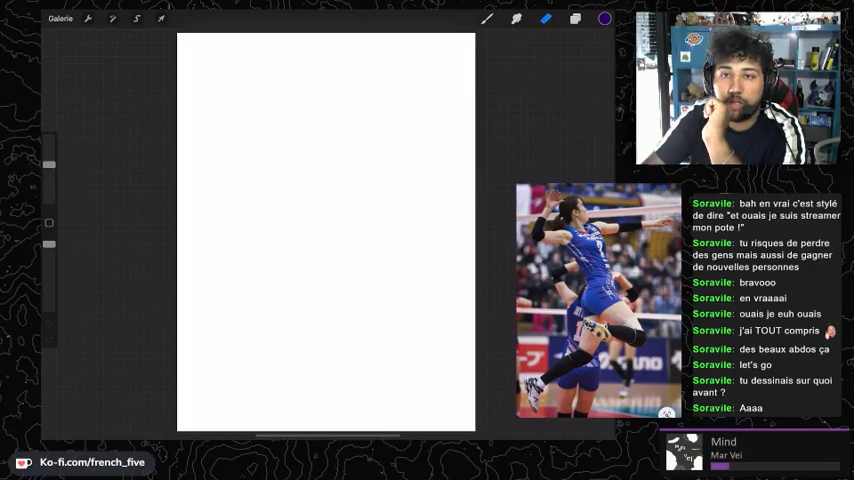 Galerie
Soravile: bah en vrai c'est stylé
de dire "et ouais je suis streamer
mon pote !"
Soravile: tu risques de perdre
des gens mais aussi de gagner
de nouvelles personnes
Soravile: bravooo
Soravile: en vraaaai
Soravile: ouais je euh ouais
Soravile: j'ai TOUT compris
Soravile: des beaux abdos ça
Soravile: let's go
Soravile: tu dessinais sur quoi
avant ?
Soravile: Aaaa
Mind
Mar Vei
Ko-fi.com/french_five